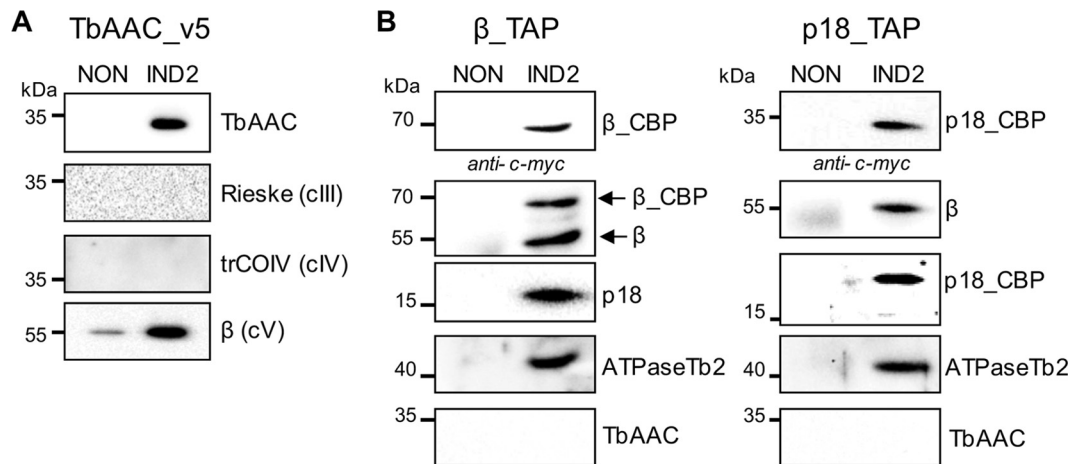 A
TbAAC_v5
NON IND2
kDa
35
TbAAC
35
Rieske (cIII)
35
trCOIV (cIV)
55
β (cV)
B
β_TAP
NON IND2
kDa
70
β_CBP
anti- c-myc
70
β_CBP
55
β
15
p18
40
ATPaseTb2
35
TbAAC
p18_TAP
NON IND2
kDa
35
p18_CBP
anti- c-myc
55
β
p18_CBP
*
15
40
ATPaseTb2
35
TbAAC